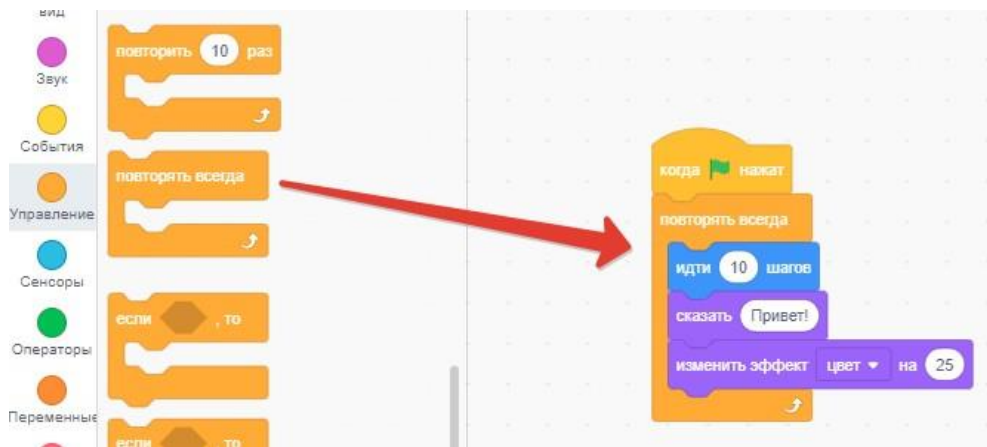 вид
Звук
События
Управление
Сенсоры
Операторы
Переменные
повторить 10 раз
повторять всегда
если , то
если , то
когда нажат
повторять всегда
идти 10 шагов
сказать Привет!
изменить эффект цвет на 25